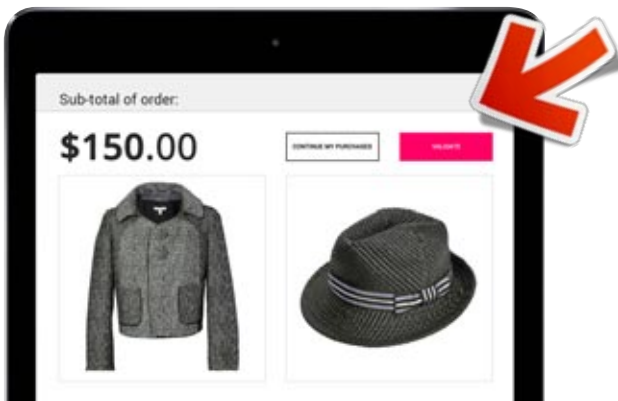 Sub-total of order:
$150.00
CONTINUE MY PURCHASES
VALIDATE